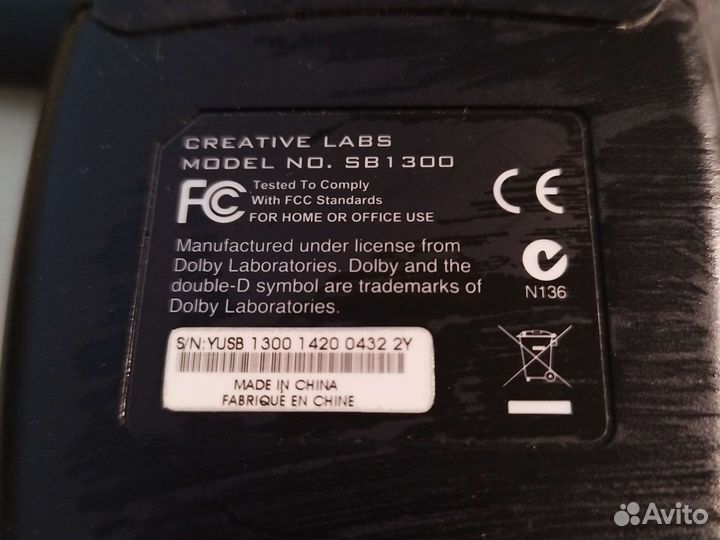 CREATIVE LABS
MODEL NO. SB1300
FC Tested To Comply
With FCC Standards
FOR HOME OR OFFICE USE
CE
Manufactured under license from
Dolby Laboratories. Dolby and the
double-D symbol are trademarks of
Dolby Laboratories.
N136
S/N:YUSB 1300 1420 0432 2Y
MADE IN CHINA
FABRIQUE EN CHINE
Avito